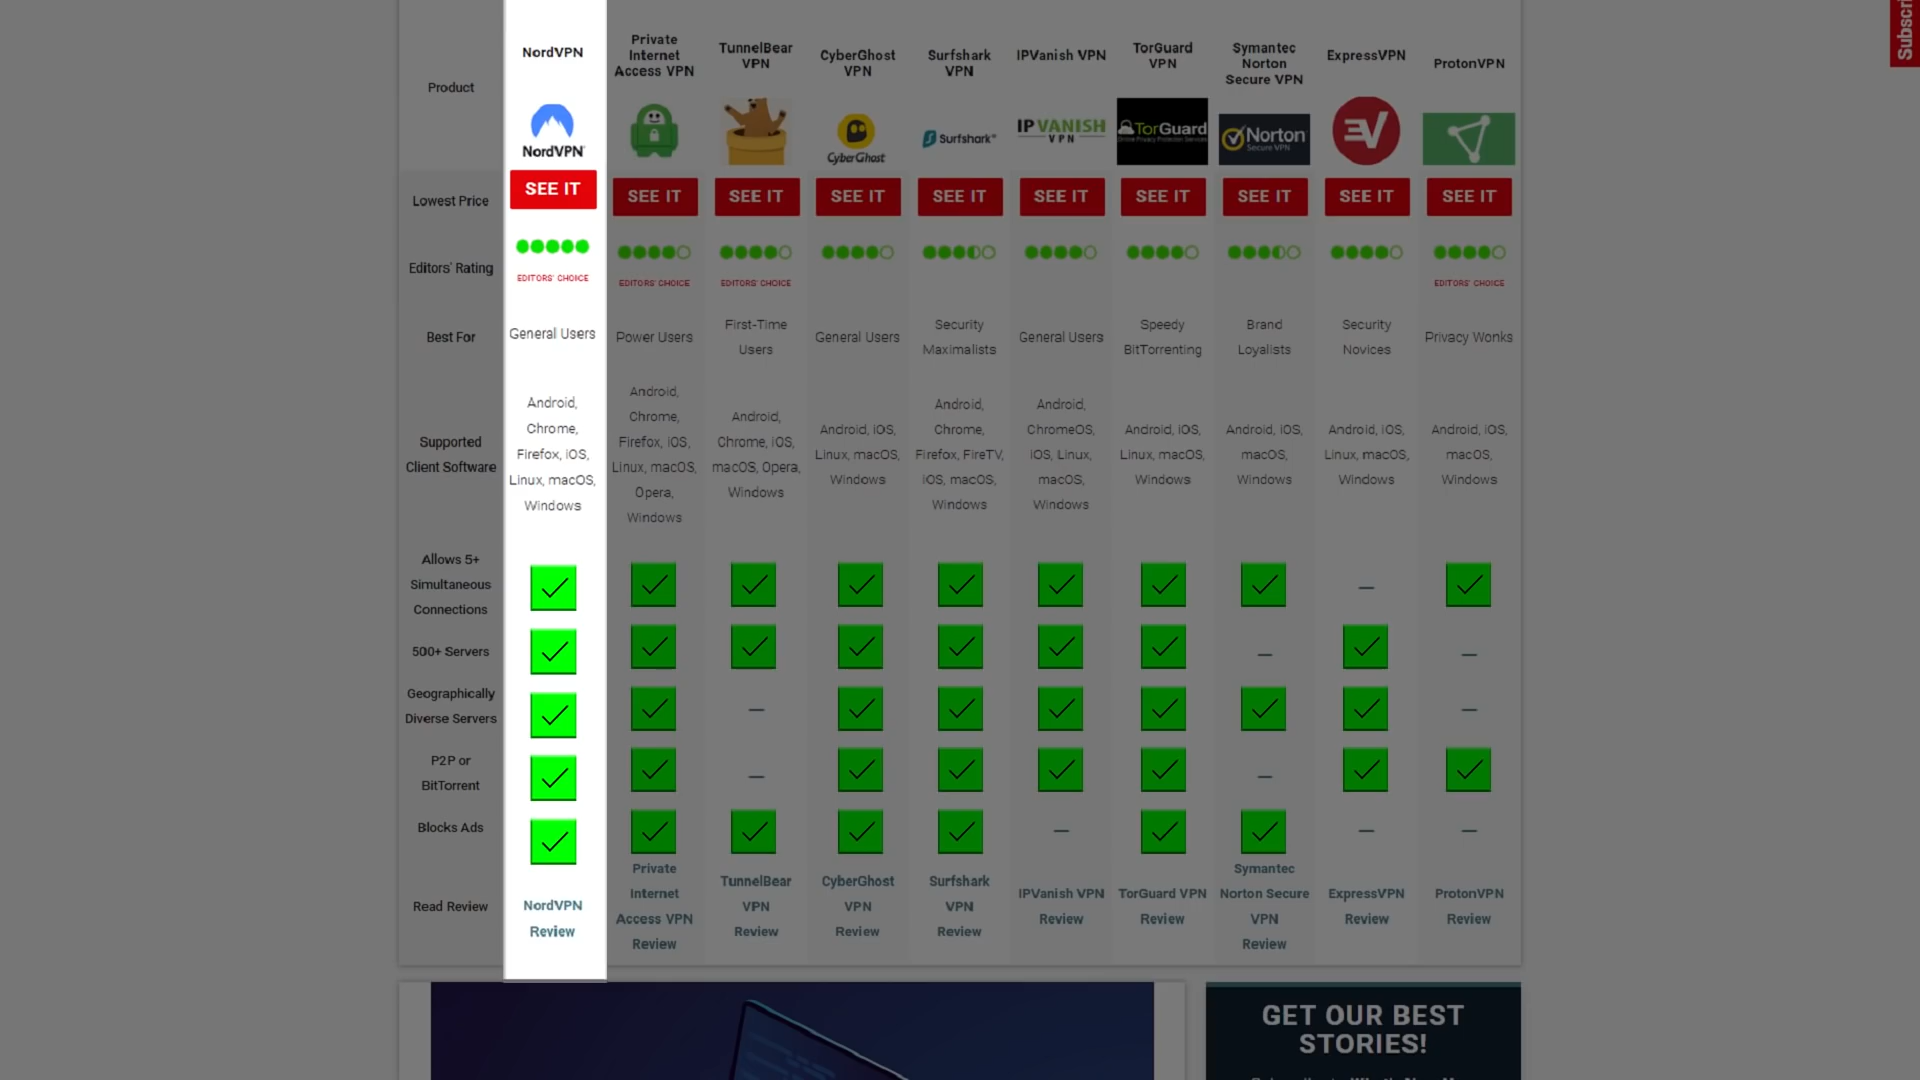 Subscri
Product
NordVPN
Private
Internet
Access VPN
TunnelBear
VPN
CyberGhost
VPN
Surfshark
VPN
IPVanish VPN
TorGuard
VPN
Symantec
Norton
Secure VPN
ExpressVPN
ProtonVPN
NordVPN
CyberGhost
Surfshark
IPVANISH
VPN
TorGuard
Norton
Secure VPN
EV
Lowest Price
SEE IT
SEE IT
SEE IT
SEE IT
SEE IT
SEE IT
SEE IT
SEE IT
SEE IT
SEE IT
Editors' Rating
EDITORS' CHOICE
EDITORS' CHOICE
EDITORS' CHOICE
EDITORS' CHOICE
Best For
General Users
Power Users
First-Time
Users
General Users
Security
Maximalists
General Users
Speedy
BitTorrenting
Brand
Loyalists
Security
Novices
Privacy Wonks
Supported
Client Software
Android,
Chrome,
Firefox, iOS,
Linux, macOS,
Windows
Android,
Chrome,
Firefox, iOS,
Linux, macOS,
Opera,
Windows
Android,
Chrome, iOS,
macOS, Opera,
Windows
Android, iOS,
Linux, macOS,
Windows
Android,
Chrome,
Firefox, FireTV,
iOS, macOS,
Windows
Android,
ChromeOS,
iOS, Linux,
macOS,
Windows
Android, iOS,
Linux, macOS,
Windows
Android, iOS,
macOS,
Windows
Android, iOS,
Linux, macOS,
Windows
Android, iOS,
macOS,
Windows
Allows 5+
Simultaneous
Connections
—
500+ Servers
—
—
Geographically
Diverse Servers
—
—
P2P or
BitTorrent
—
—
Blocks Ads
—
—
—
Read Review
NordVPN
Review
Private
Internet
Access VPN
Review
TunnelBear
VPN
Review
CyberGhost
VPN
Review
Surfshark
VPN
Review
IPVanish VPN
Review
TorGuard VPN
Review
Symantec
Norton Secure
VPN
Review
ExpressVPN
Review
ProtonVPN
Review
GET OUR BEST
STORIES!